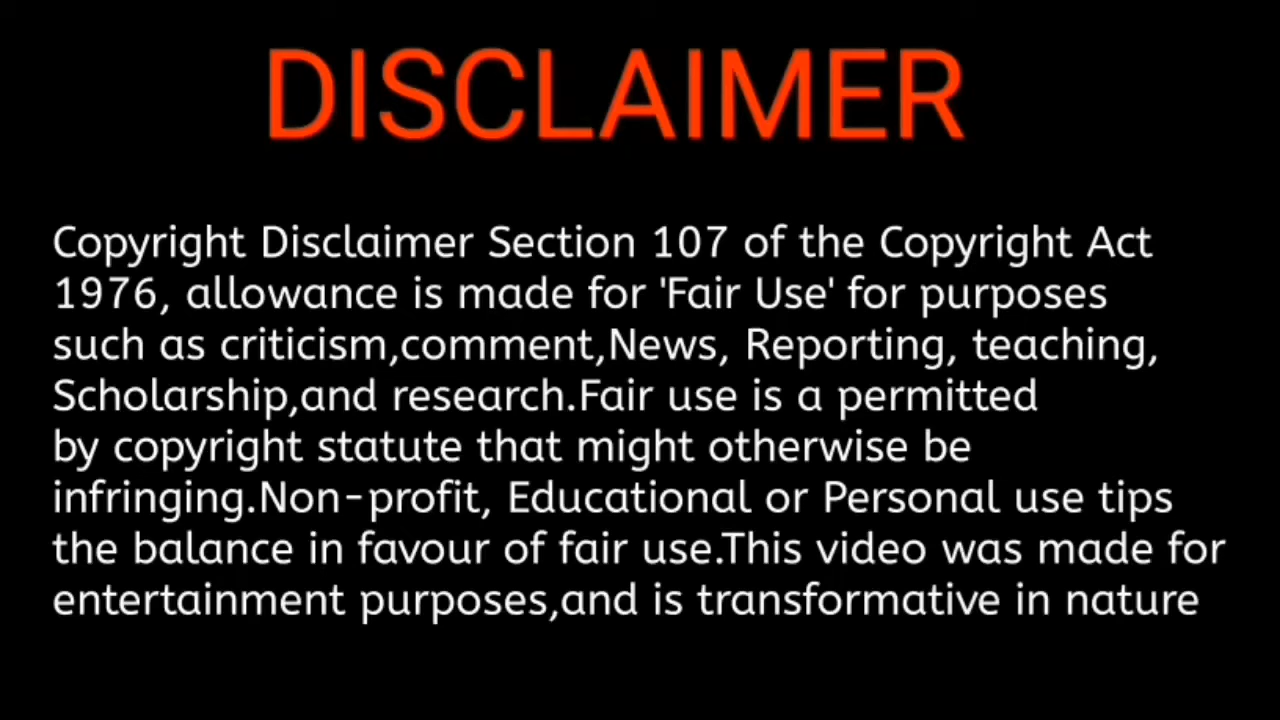 DISCLAIMER
Copyright Disclaimer Section 107 of the Copyright Act
1976, allowance is made for 'Fair Use' for purposes
such as criticism,comment,News, Reporting, teaching,
Scholarship,and research.Fair use is a permitted
by copyright statute that might otherwise be
infringing.Non-profit, Educational or Personal use tips
the balance in favour of fair use.This video was made for
entertainment purposes,and is transformative in nature